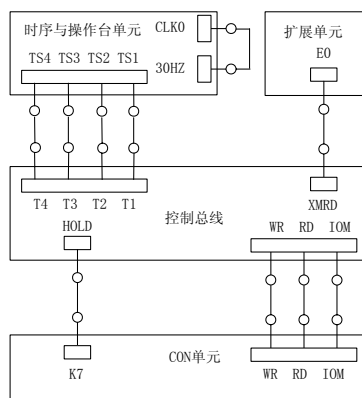 时序与操作台单元 CLK0
扩展单元
TS4 TS3 TS2 TS1 30HZ
E0
T4 T3 T2 T1 XMRD
HOLD 控制总线 WR RD IOM
CON单元
K7 WR RD IOM